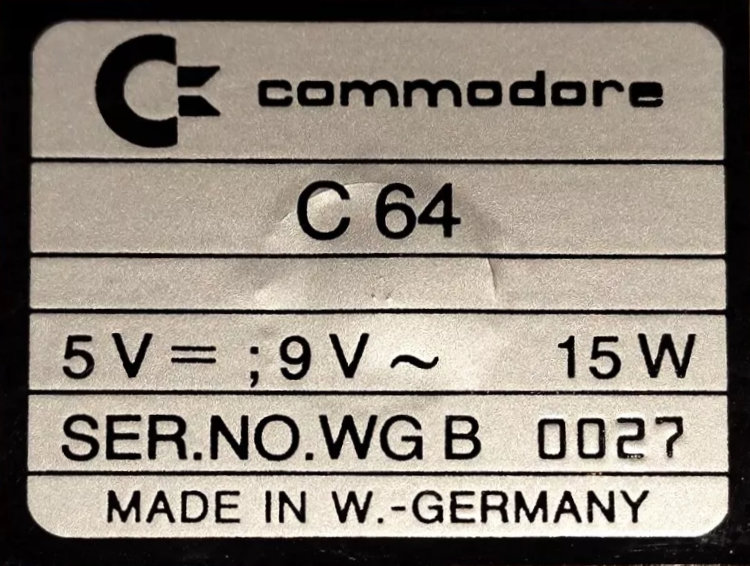 commodore
C 64
5 V = ; 9 V ~ 15 W
SER.NO.WG B 0027
MADE IN W.-GERMANY